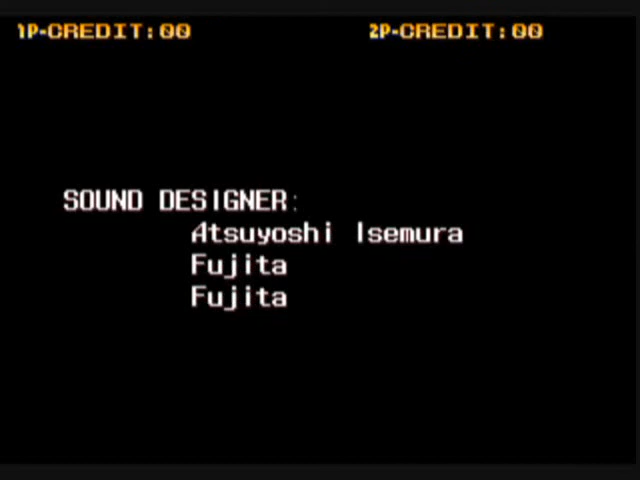 1P-CREDIT:00 2P-CREDIT:00
SOUND DESIGNER:
Atsuyoshi Isemura
Fujita
Fujita